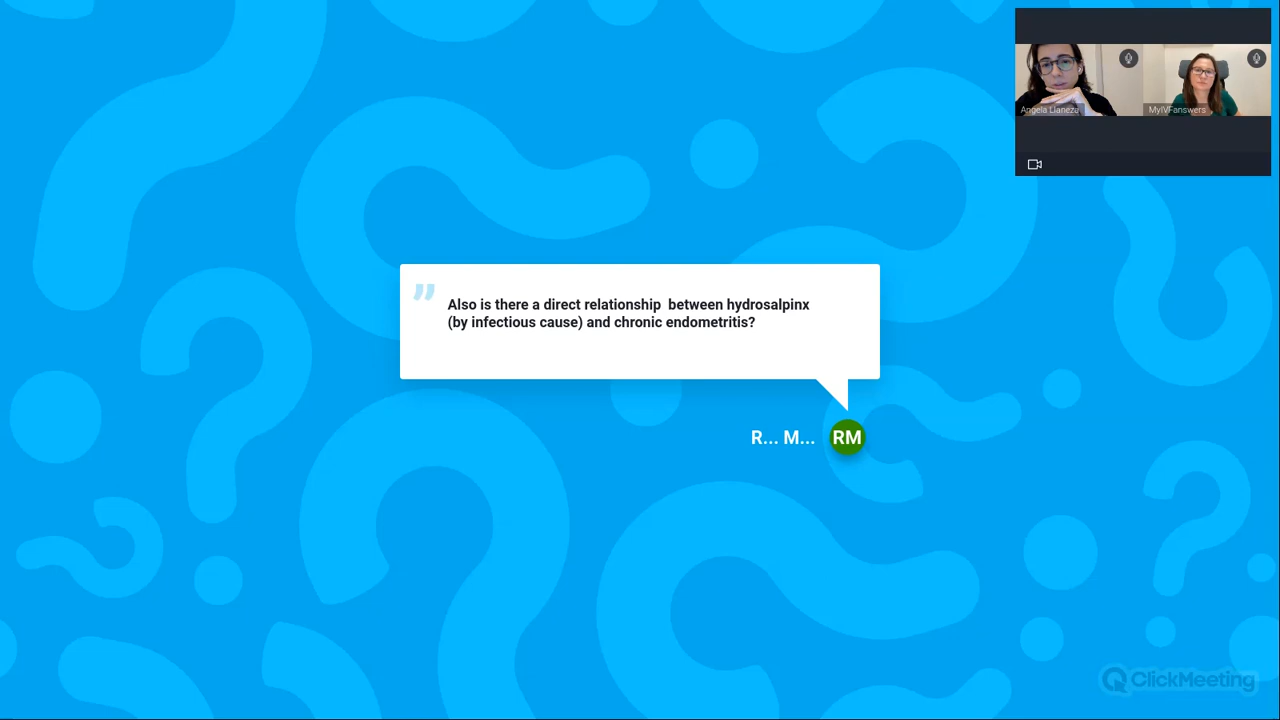 Angela Llaneza
MyIVFanswers
Also is there a direct relationship  between hydrosalpinx
(by infectious cause) and chronic endometritis?
R... M...
RM
ClickMeeting